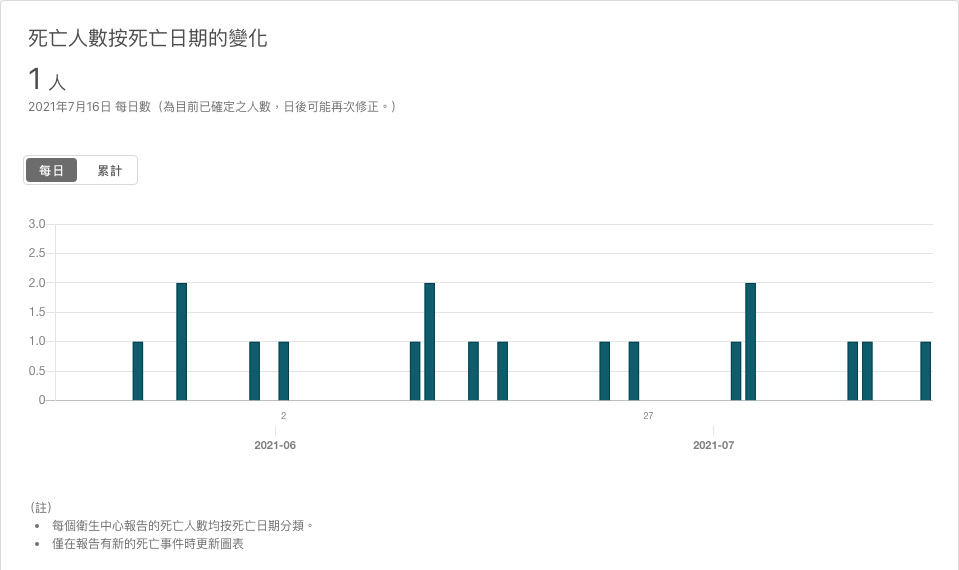 死亡人數按死亡日期的變化
1 人
2021年7月16日 每日數（為目前已確定之人數，日後可能再次修正。）
每日 累計
3.0
2.5
2.0
1.5
1.0
0.5
0
2 27
2021-06 2021-07
（註）
• 每個衛生中心報告的死亡人數均按死亡日期分類。
• 僅在報告有新的死亡事件時更新圖表